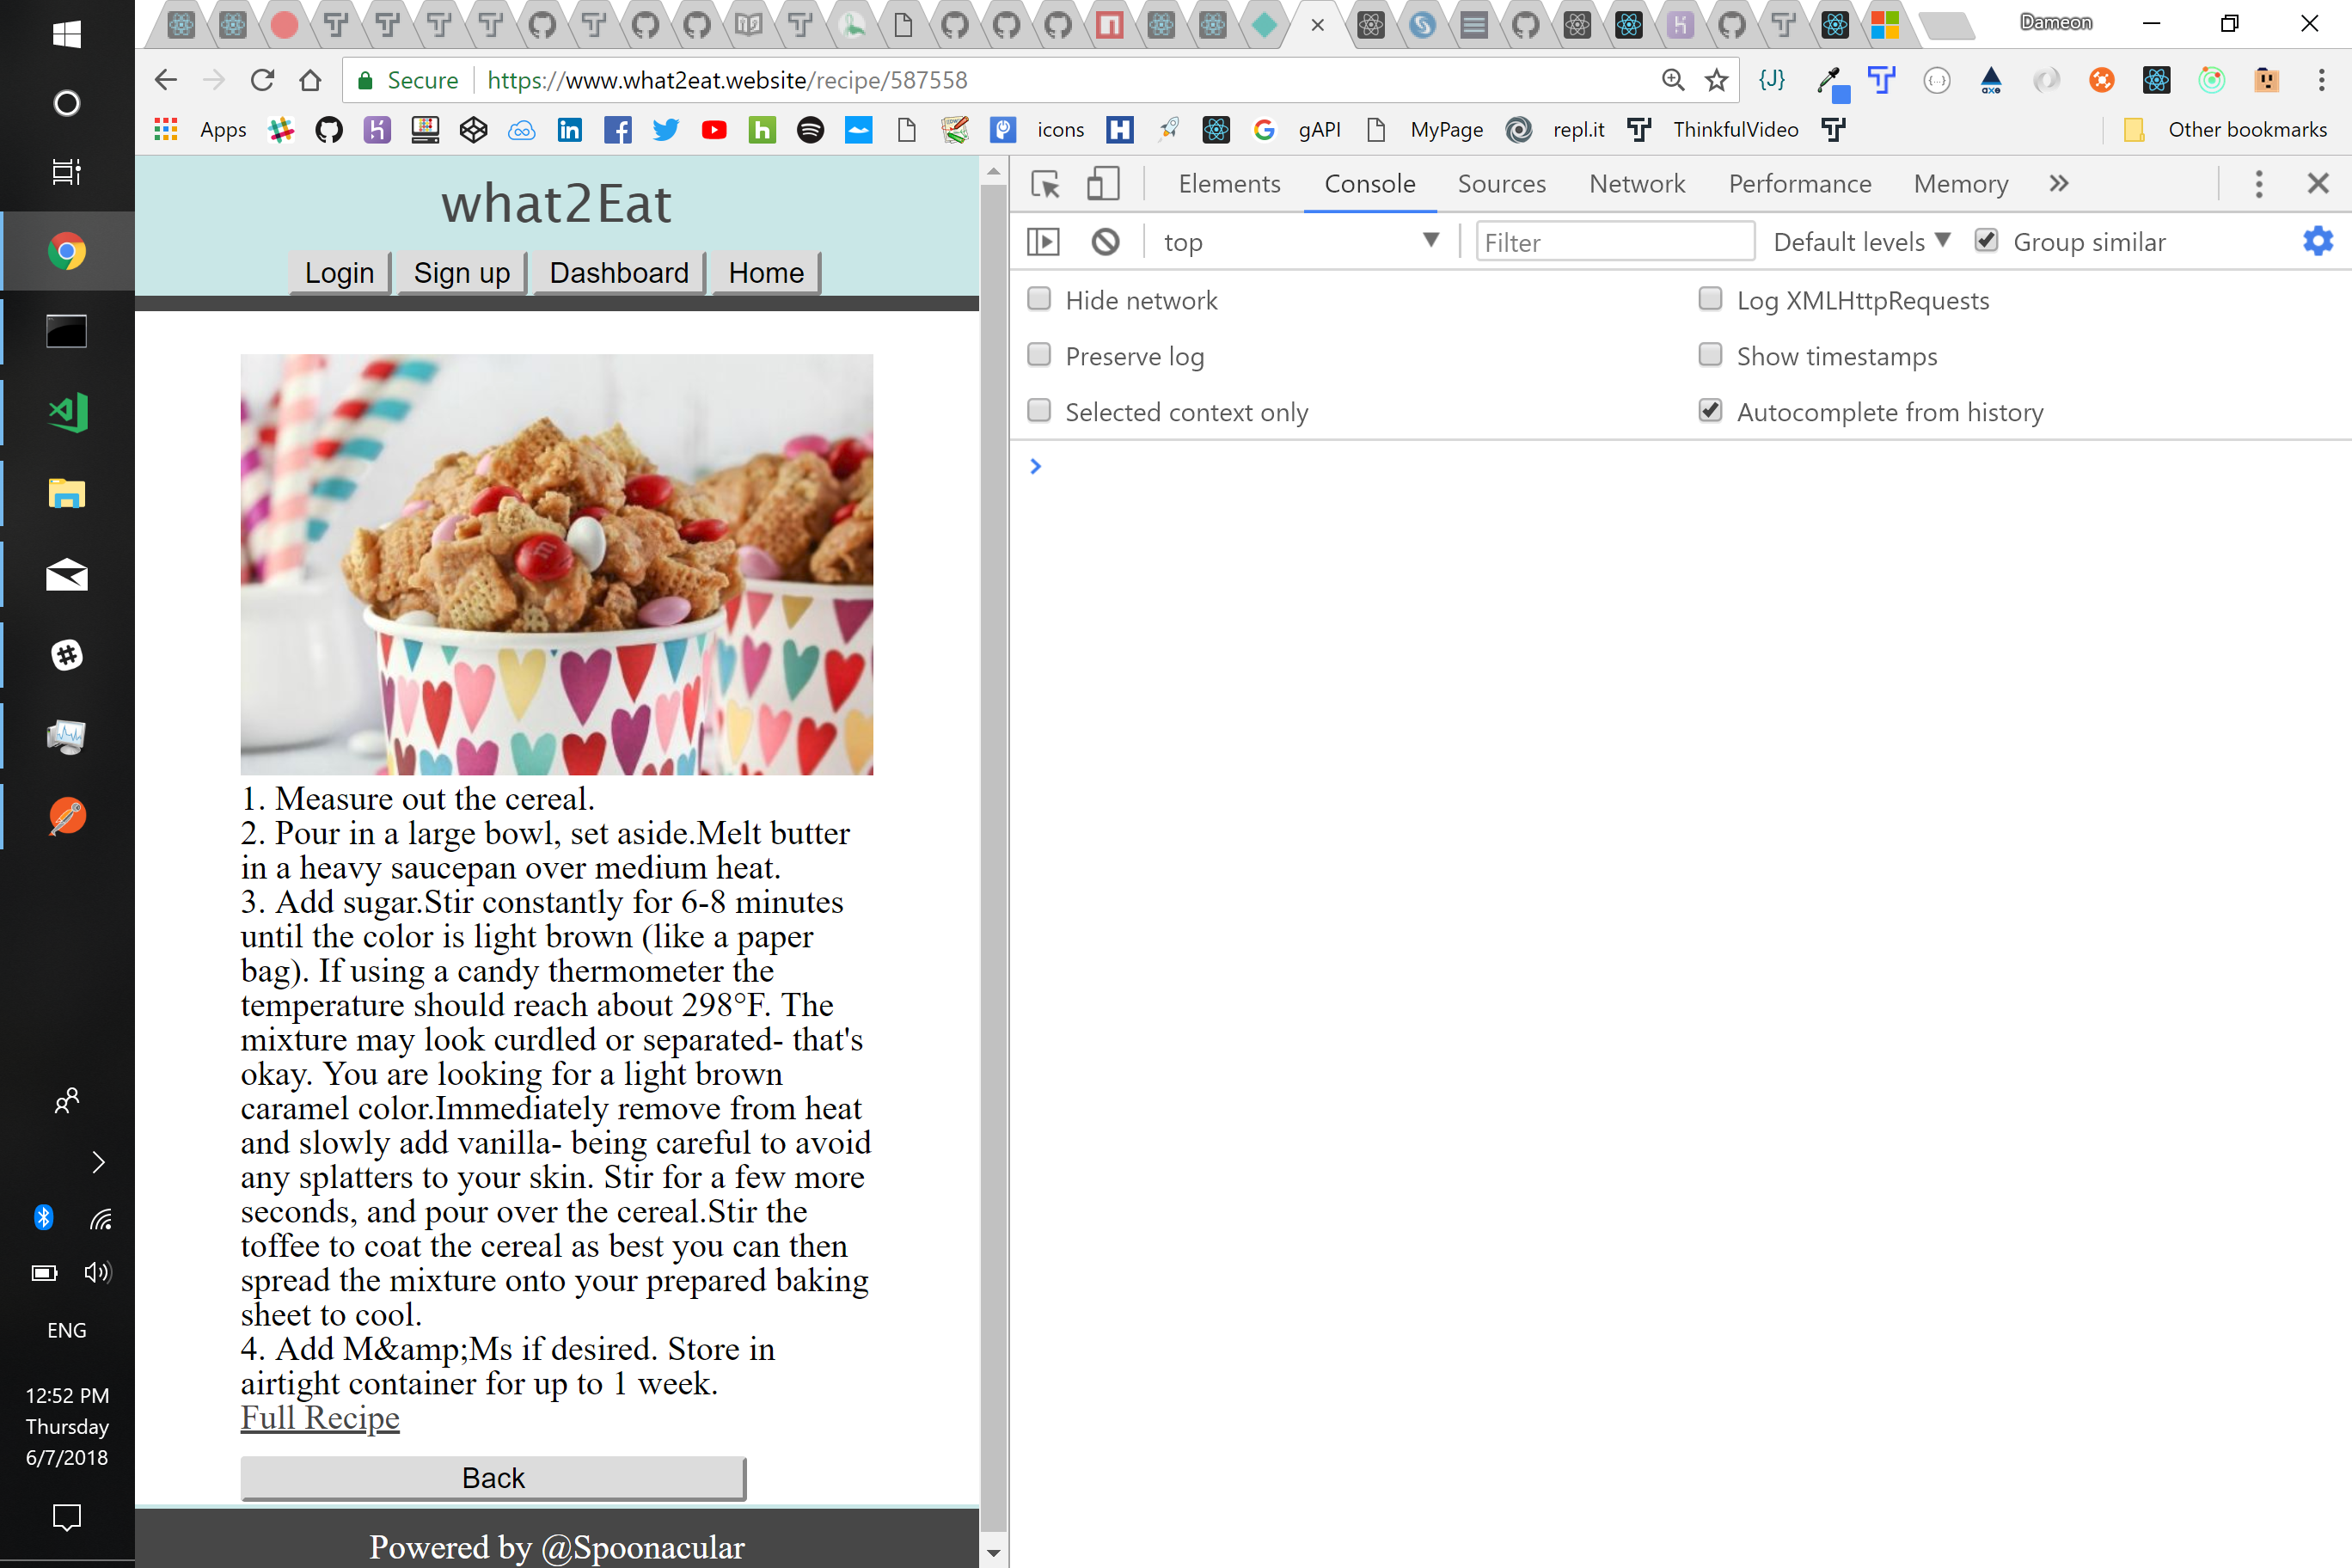 Dameon
Secure https://www.what2eat.website/recipe/587558
{J}
axe
Apps
icons
gAPI
MyPage
repl.it
ThinkfulVideo
Other bookmarks
what2Eat
Login Sign up Dashboard Home
1. Measure out the cereal.
2. Pour in a large bowl, set aside.Melt butter
in a heavy saucepan over medium heat.
3. Add sugar.Stir constantly for 6-8 minutes
until the color is light brown (like a paper
bag). If using a candy thermometer the
temperature should reach about 298°F. The
mixture may look curdled or separated- that's
okay. You are looking for a light brown
caramel color.Immediately remove from heat
and slowly add vanilla- being careful to avoid
any splatters to your skin. Stir for a few more
seconds, and pour over the cereal.Stir the
toffee to coat the cereal as best you can then
spread the mixture onto your prepared baking
sheet to cool.
4. Add M&amp;Ms if desired. Store in
airtight container for up to 1 week.
Full Recipe
Back
Powered by @Spoonacular
Elements Console Sources Network Performance Memory
top Filter Default levels Group similar
Hide network Log XMLHttpRequests
Preserve log Show timestamps
Selected context only Autocomplete from history
ENG
12:52 PM
Thursday
6/7/2018